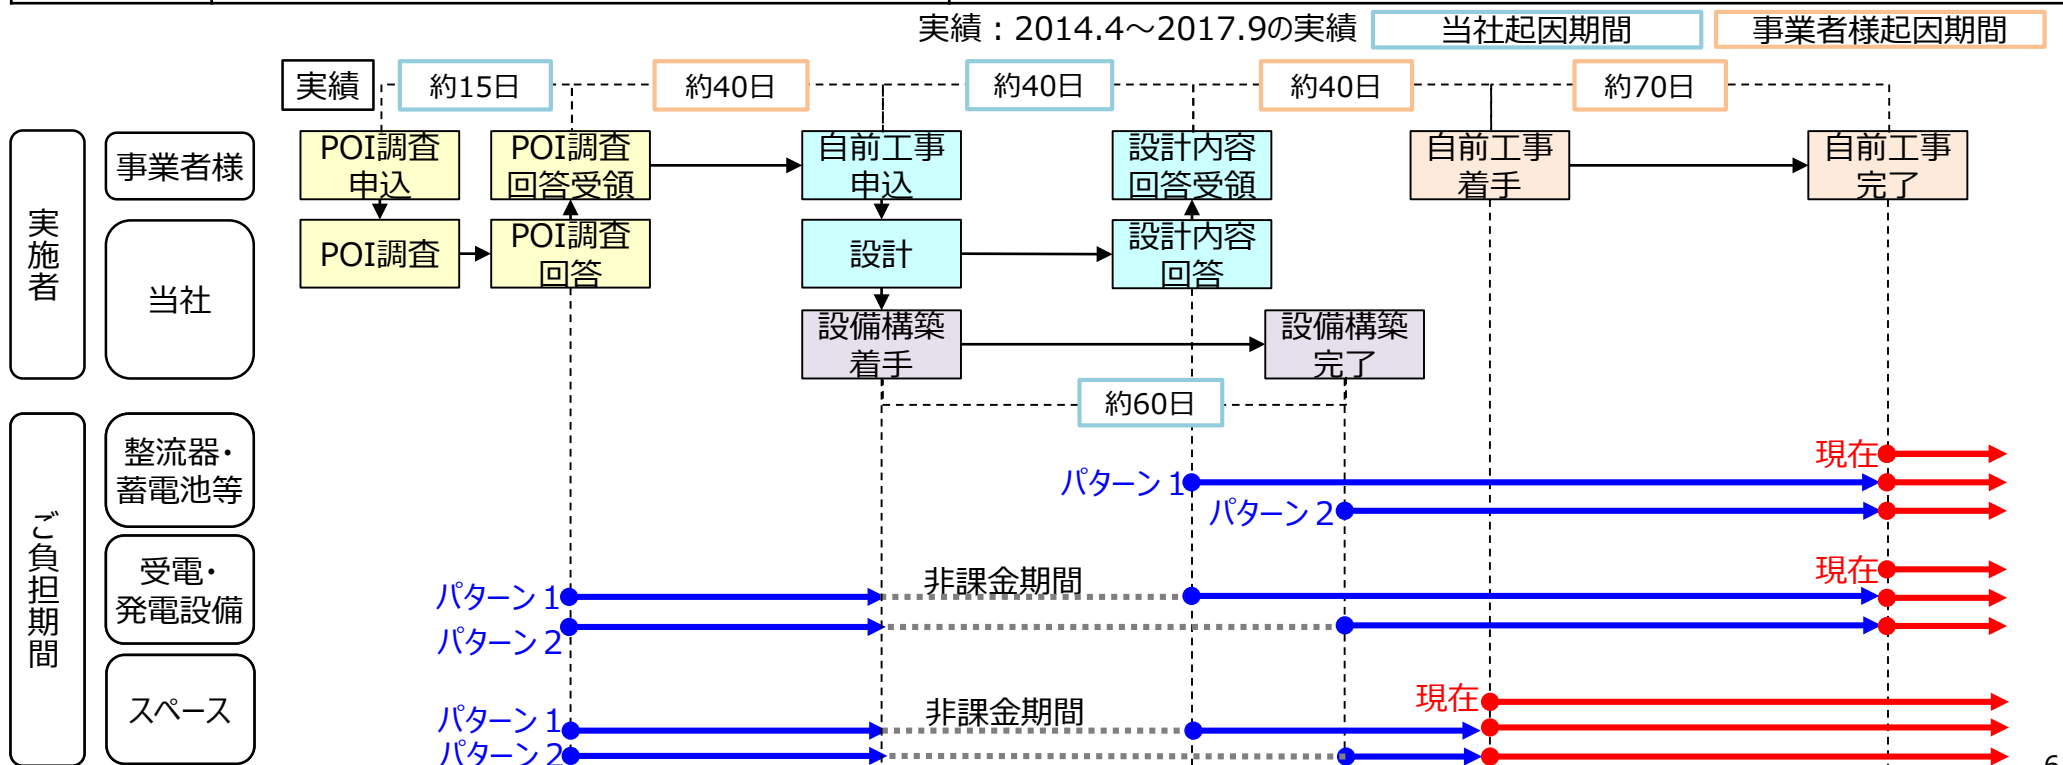 実績：2014.4～2017.9の実績
当社起因期間
事業者様起因期間
実績
約15日
約40日
約40日
約40日
約70日
実施者
事業者様
POI調査
申込
POI調査
回答受領
自前工事
申込
設計内容
回答受領
自前工事
着手
自前工事
完了
当社
POI調査
POI調査
回答
設計
設計内容
回答
設備構築
着手
設備構築
完了
約60日
ご負担期間
整流器・
蓄電池等
現在
パターン１
パターン２
受電・
発電設備
現在
パターン１
非課金期間
パターン２
スペース
現在
パターン１
非課金期間
パターン２